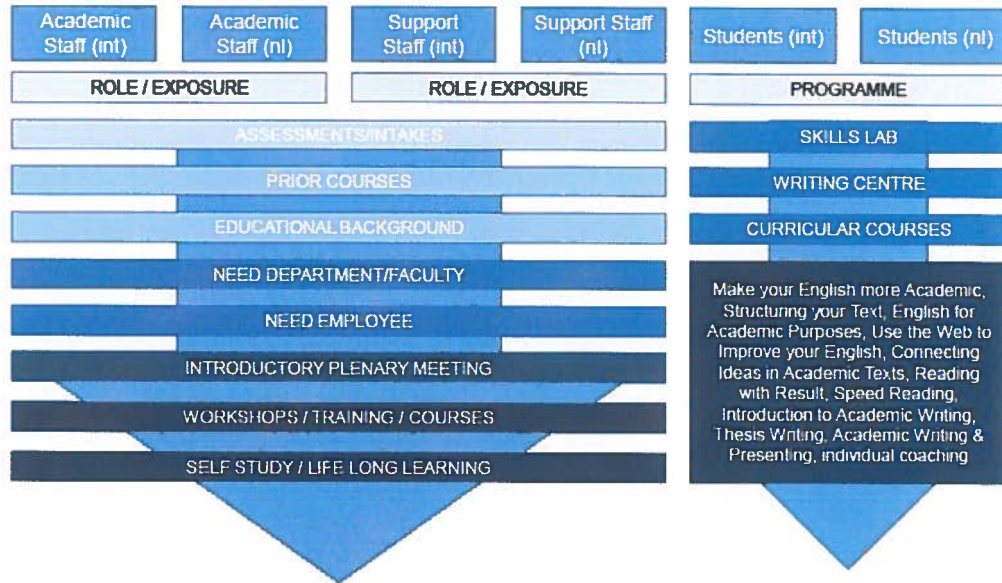 Academic
Staff (int)
Academic
Staff (nl)
Support
Staff (int)
Support Staff
(nl)
Students (int)
Students (nl)
ROLE / EXPOSURE
ROLE / EXPOSURE
PROGRAMME
ASSESSMENTS/INTAKES
PRIOR COURSES
EDUCATIONAL BACKGROUND
NEED DEPARTMENT/FACULTY
NEED EMPLOYEE
INTRODUCTORY PLENARY MEETING
WORKSHOPS / TRAINING / COURSES
SELF STUDY / LIFE LONG LEARNING
SKILLS LAB
WRITING CENTRE
CURRICULAR COURSES
Make your English more Academic,
Structuring your Text, English for
Academic Purposes, Use the Web to
Improve your English, Connecting
Ideas in Academic Texts, Reading
with Result, Speed Reading,
Introduction to Academic Writing,
Thesis Writing, Academic Writing &
Presenting, individual coaching